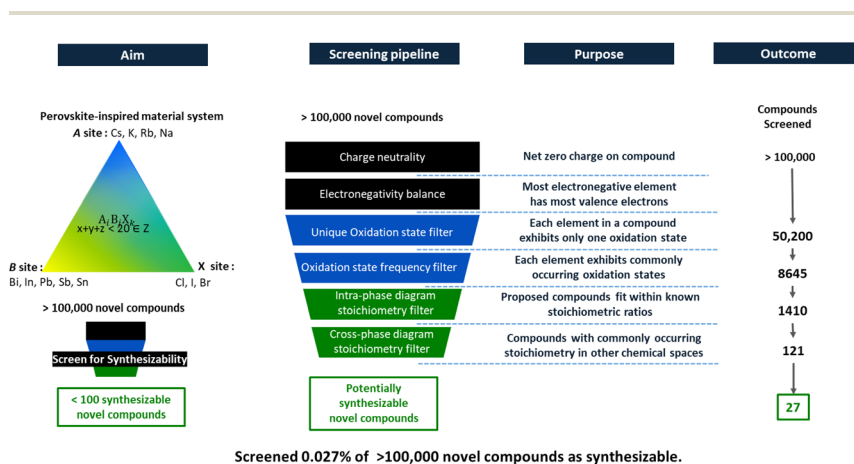 Aim
Screening pipeline
Purpose
Outcome
Perovskite-inspired material system
A site : Cs, K, Rb, Na
x+y+z < 20 ∈ Z
B site :
Bi, In, Pb, Sb, Sn
X site :
Cl, I, Br
> 100,000 novel compounds
Screen for Synthesizability
< 100 synthesizable
novel compounds
> 100,000 novel compounds
Charge neutrality
Electronegativity balance
Unique Oxidation state filter
Oxidation state frequency filter
Intra-phase diagram
stoichiometry filter
Cross-phase diagram
stoichiometry filter
Potentially
synthesizable
novel compounds
Net zero charge on compound
Most electronegative element
has most valence electrons
Each element in a compound
exhibits only one oxidation state
Each element exhibits commonly
occurring oxidation states
Proposed compounds fit within known
stoichiometric ratios
Compounds with commonly occurring
stoichiometry in other chemical spaces
Compounds
Screened
> 100,000
50,200
8645
1410
121
27
Screened 0.027% of >100,000 novel compounds as synthesizable.